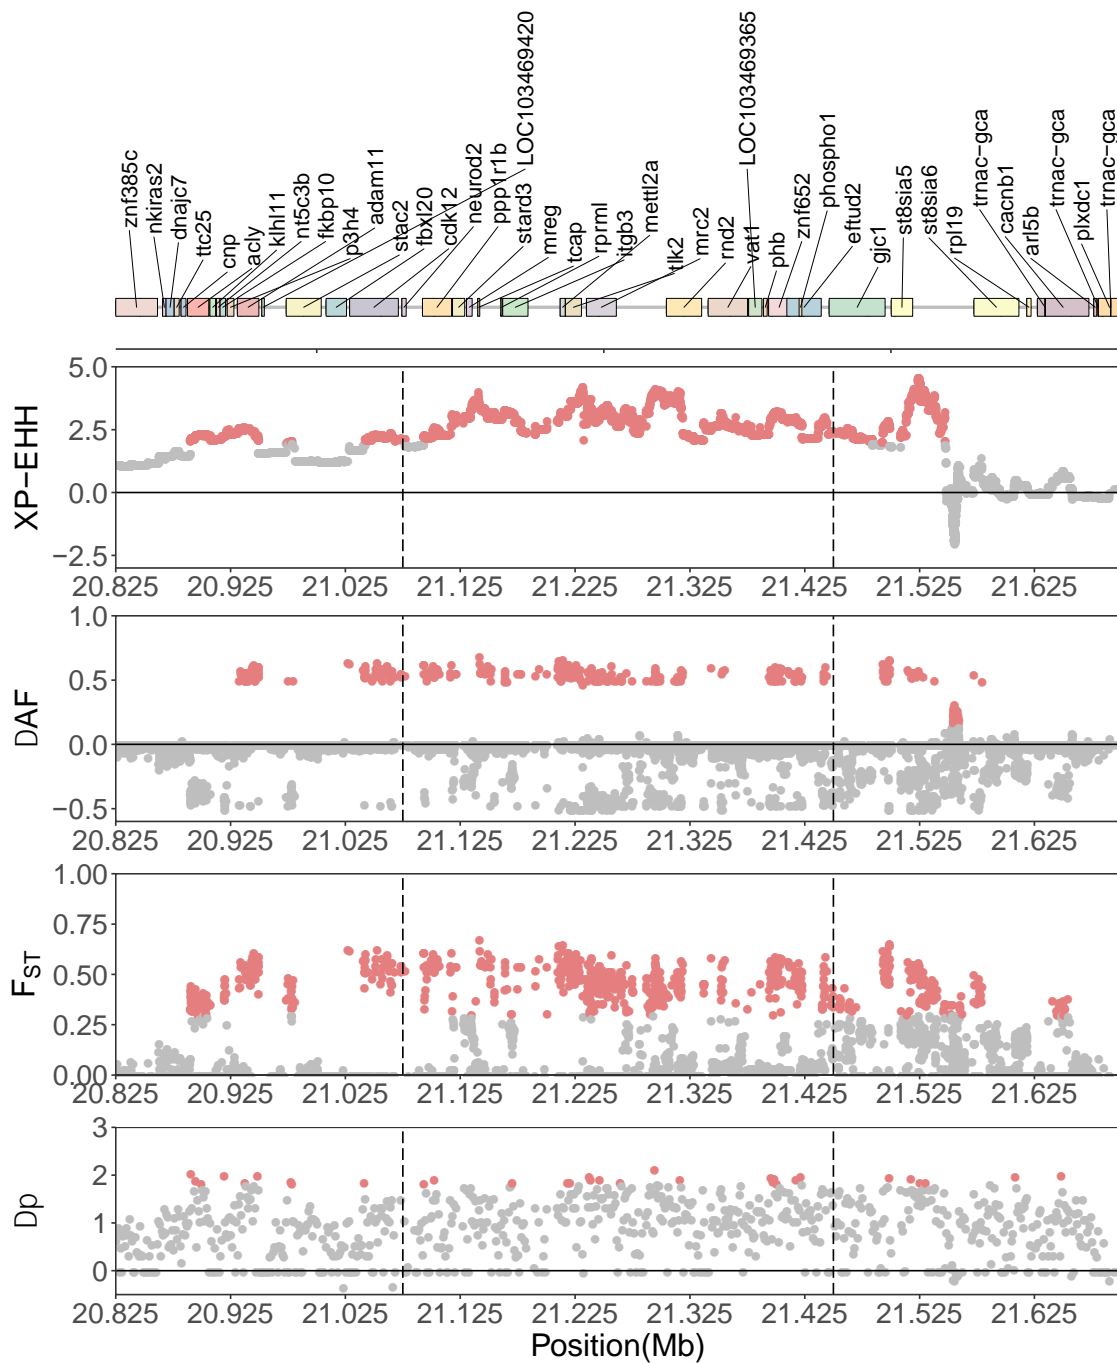 znf385c
nkiras2
dnajc7
ttc25
cnp
acly
klhl11
nt5c3b
fkbp10
p3h4
adam11
stac2
fbxl20
cdk12
neurod2
ppp1r1b
stard3
LOC103469420
mreg
tcap
rprml
itgb3
mettl2a
tlk2
mrc2
rnd2
vat1
LOC103469365
phb
znf652
phospho1
eftud2
gjc1
st8sia5
st8sia6
rpl19
trnac-gca
cacnb1
arl5b
trnac-gca
plxdc1
trnac-gca
XP-EHH
5.0
2.5
0.0
-2.5
20.825 20.925 21.025 21.125 21.225 21.325 21.425 21.525 21.625
DAF
1.0
0.5
0.0
-0.5
20.825 20.925 21.025 21.125 21.225 21.325 21.425 21.525 21.625
FST
1.00
0.75
0.50
0.25
0.00
20.825 20.925 21.025 21.125 21.225 21.325 21.425 21.525 21.625
Dp
3
2
1
0
20.825 20.925 21.025 21.125 21.225 21.325 21.425 21.525 21.625
Position(Mb)